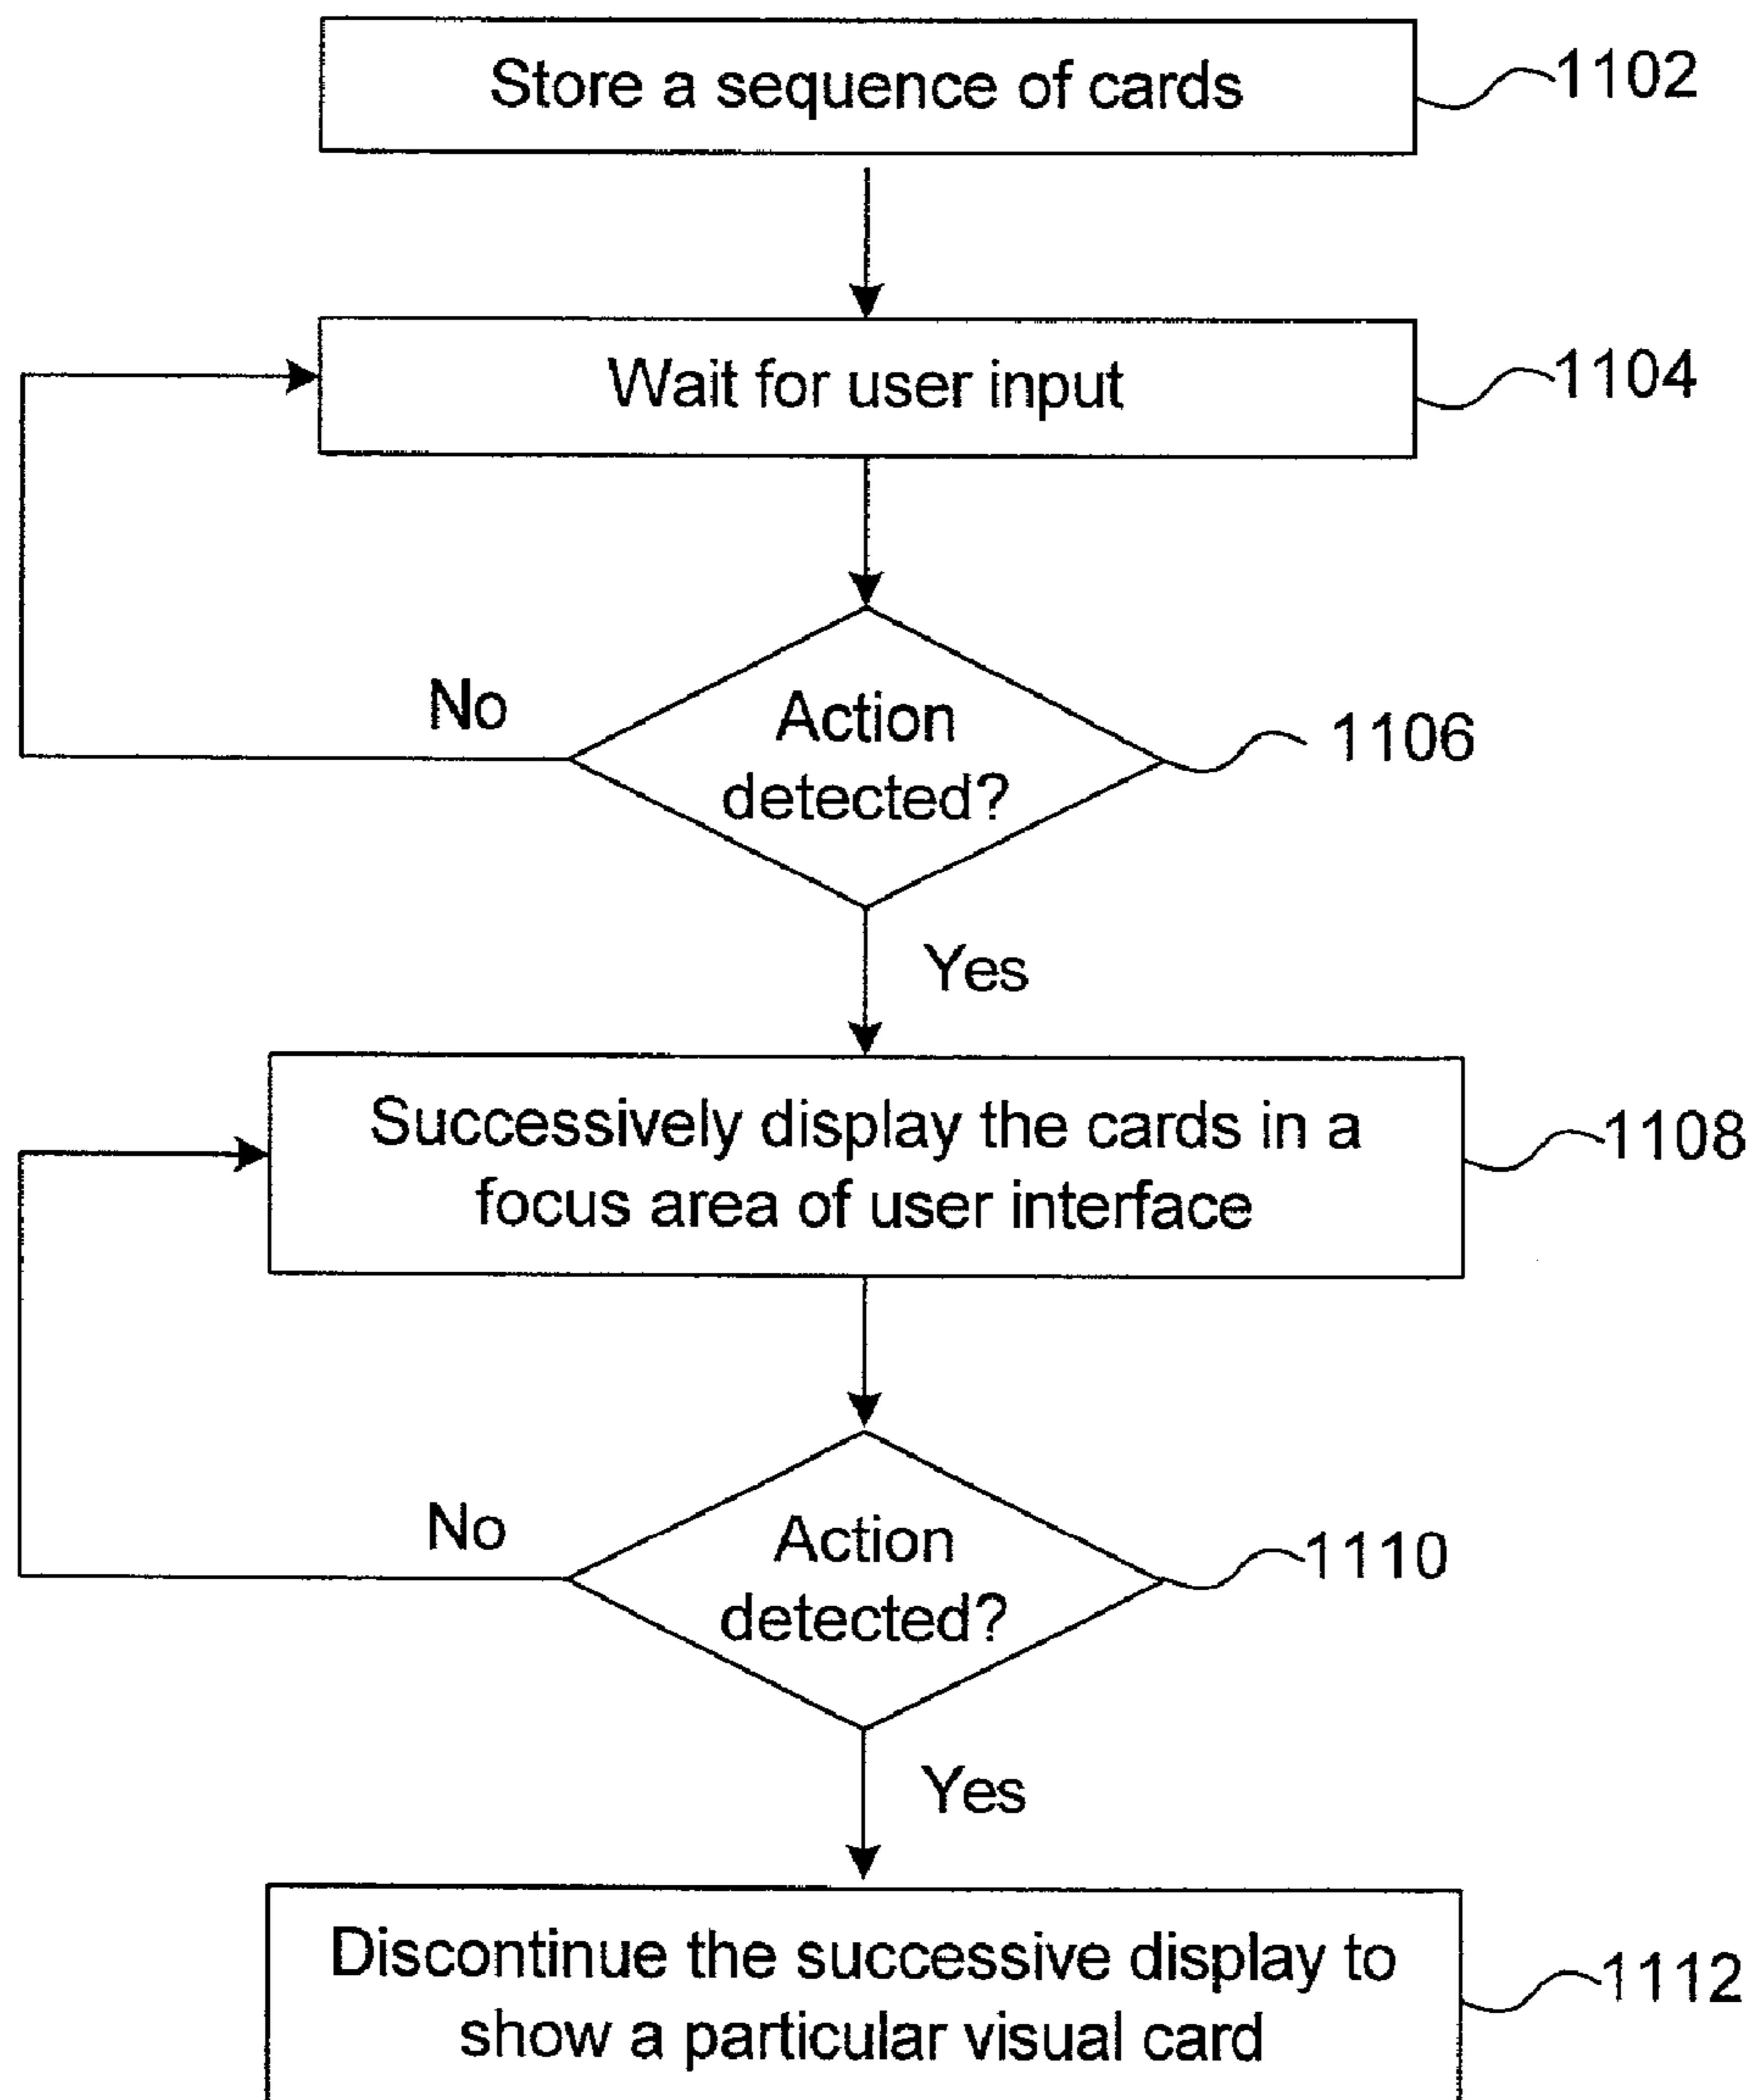 Store a sequence of cards
1102
Wait for user input
1104
No
Action
detected?
1106
Yes
Successively display the cards in a
focus area of user interface
1108
No
Action
detected?
1110
Yes
Discontinue the successive display to
show a particular visual card
1112